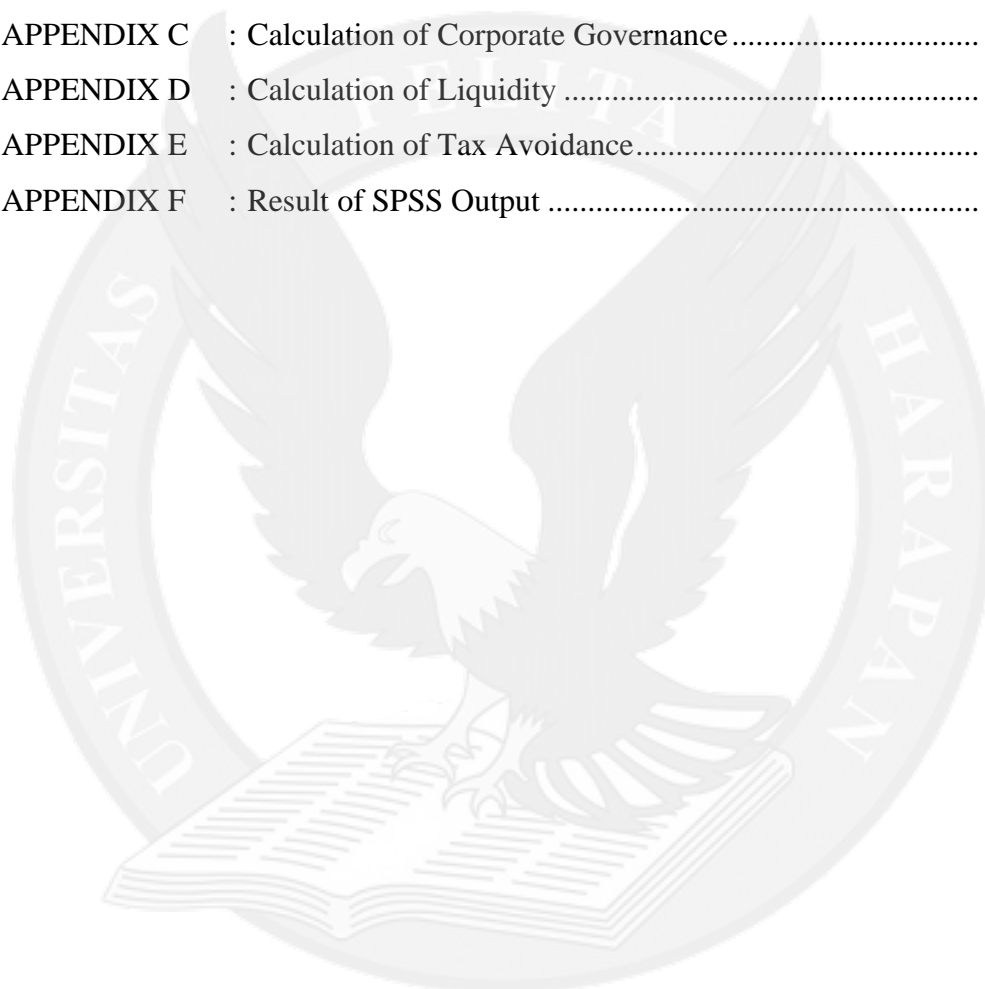 APPENDIX C : Calculation of Corporate Governance...............................
APPENDIX D : Calculation of Liquidity ....................................................
APPENDIX E : Calculation of Tax Avoidance...........................................
APPENDIX F : Result of SPSS Output ......................................................
UNIVERSITAS PELITA HARAPAN